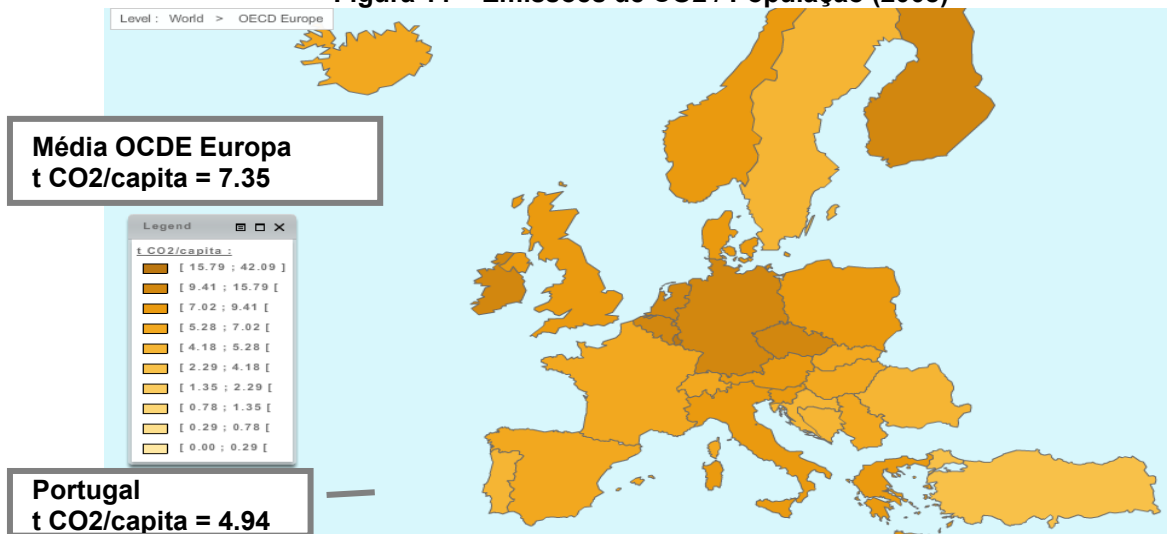 Level : World > OECD Europe
Média OCDE Europa
t CO2/capita = 7.35
Legend
t CO2/capita :
[ 15.79 ; 42.09 ]
[ 9.41 ; 15.79 [
[ 7.02 ; 9.41 [
[ 5.28 ; 7.02 [
[ 4.18 ; 5.28 [
[ 2.29 ; 4.18 [
[ 1.35 ; 2.29 [
[ 0.78 ; 1.35 [
[ 0.29 ; 0.78 [
[ 0.00 ; 0.29 [
Portugal
t CO2/capita = 4.94